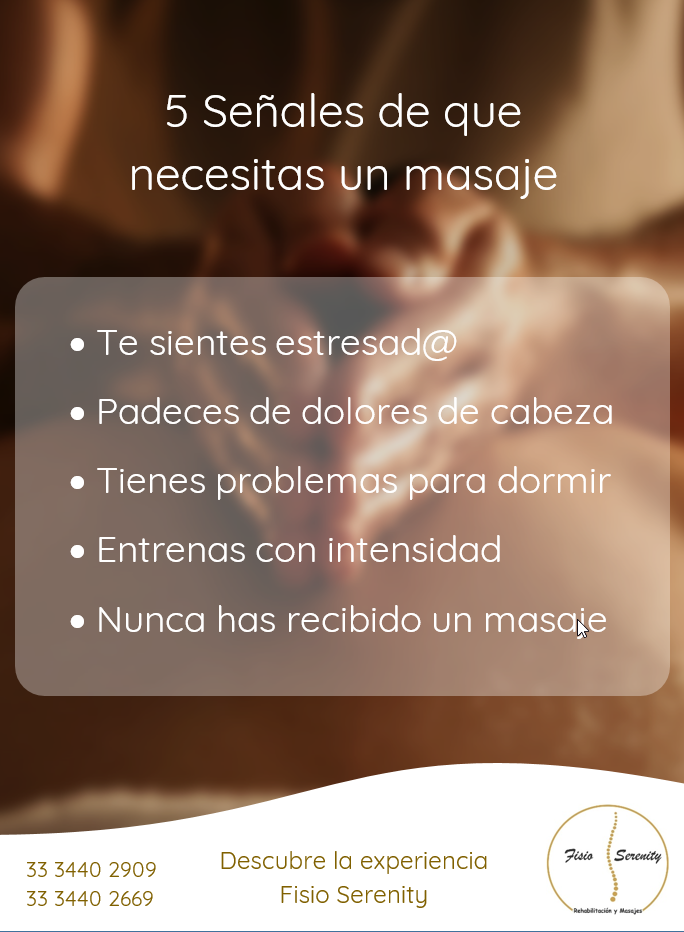 5 Señales de que
necesitas un masaje
• Te sientes estresad@
• Padeces de dolores de cabeza
• Tienes problemas para dormir
• Entrenas con intensidad
• Nunca has recibido un masaje
33 3440 2909
33 3440 2669
Descubre la experiencia
Fisio Serenity
Fisio Serenity
Rehabilitación y Masajes